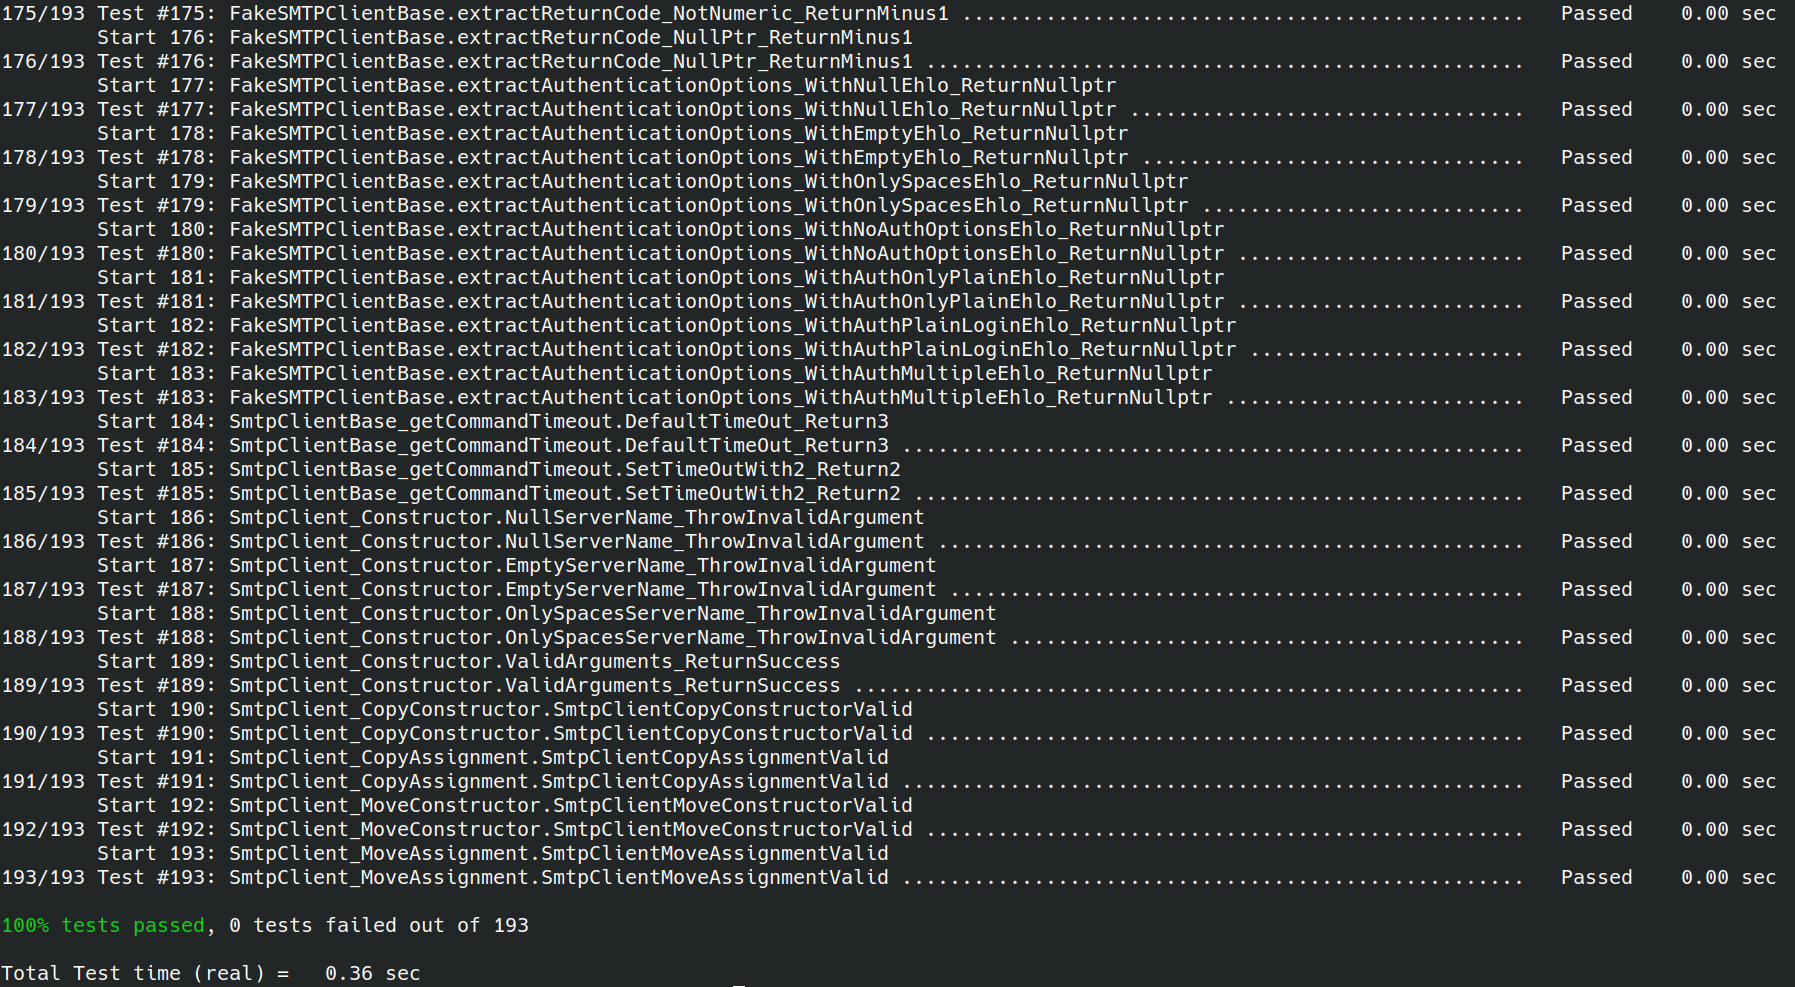 175/193 Test #175: FakeSMTPClientBase.extractReturnCode_NotNumeric_ReturnMinus1 ...............................................   Passed    0.00 sec
        Start 176: FakeSMTPClientBase.extractReturnCode_NullPtr_ReturnMinus1
176/193 Test #176: FakeSMTPClientBase.extractReturnCode_NullPtr_ReturnMinus1 ..................................................   Passed    0.00 sec
        Start 177: FakeSMTPClientBase.extractAuthenticationOptions_WithNullEhlo_ReturnNullptr
177/193 Test #177: FakeSMTPClientBase.extractAuthenticationOptions_WithNullEhlo_ReturnNullptr .................................   Passed    0.00 sec
        Start 178: FakeSMTPClientBase.extractAuthenticationOptions_WithEmptyEhlo_ReturnNullptr
178/193 Test #178: FakeSMTPClientBase.extractAuthenticationOptions_WithEmptyEhlo_ReturnNullptr ................................   Passed    0.00 sec
        Start 179: FakeSMTPClientBase.extractAuthenticationOptions_WithOnlySpacesEhlo_ReturnNullptr
179/193 Test #179: FakeSMTPClientBase.extractAuthenticationOptions_WithOnlySpacesEhlo_ReturnNullptr ...........................   Passed    0.00 sec
        Start 180: FakeSMTPClientBase.extractAuthenticationOptions_WithNoAuthOptionsEhlo_ReturnNullptr
180/193 Test #180: FakeSMTPClientBase.extractAuthenticationOptions_WithNoAuthOptionsEhlo_ReturnNullptr ........................   Passed    0.00 sec
        Start 181: FakeSMTPClientBase.extractAuthenticationOptions_WithAuthOnlyPlainEhlo_ReturnNullptr
181/193 Test #181: FakeSMTPClientBase.extractAuthenticationOptions_WithAuthOnlyPlainEhlo_ReturnNullptr ........................   Passed    0.00 sec
        Start 182: FakeSMTPClientBase.extractAuthenticationOptions_WithAuthPlainLoginEhlo_ReturnNullptr
182/193 Test #182: FakeSMTPClientBase.extractAuthenticationOptions_WithAuthPlainLoginEhlo_ReturnNullptr .......................   Passed    0.00 sec
        Start 183: FakeSMTPClientBase.extractAuthenticationOptions_WithAuthMultipleEhlo_ReturnNullptr
183/193 Test #183: FakeSMTPClientBase.extractAuthenticationOptions_WithAuthMultipleEhlo_ReturnNullptr .........................   Passed    0.00 sec
        Start 184: SmtpClientBase_getCommandTimeout.DefaultTimeOut_Return3
184/193 Test #184: SmtpClientBase_getCommandTimeout.DefaultTimeOut_Return3 ....................................................   Passed    0.00 sec
        Start 185: SmtpClientBase_getCommandTimeout.SetTimeOutWith2_Return2
185/193 Test #185: SmtpClientBase_getCommandTimeout.SetTimeOutWith2_Return2 ...................................................   Passed    0.00 sec
        Start 186: SmtpClient_Constructor.NullServerName_ThrowInvalidArgument
186/193 Test #186: SmtpClient_Constructor.NullServerName_ThrowInvalidArgument .................................................   Passed    0.00 sec
        Start 187: SmtpClient_Constructor.EmptyServerName_ThrowInvalidArgument
187/193 Test #187: SmtpClient_Constructor.EmptyServerName_ThrowInvalidArgument ................................................   Passed    0.00 sec
        Start 188: SmtpClient_Constructor.OnlySpacesServerName_ThrowInvalidArgument
188/193 Test #188: SmtpClient_Constructor.OnlySpacesServerName_ThrowInvalidArgument ...........................................   Passed    0.00 sec
        Start 189: SmtpClient_Constructor.ValidArguments_ReturnSuccess
189/193 Test #189: SmtpClient_Constructor.ValidArguments_ReturnSuccess ........................................................   Passed    0.00 sec
        Start 190: SmtpClient_CopyConstructor.SmtpClientCopyConstructorValid
190/193 Test #190: SmtpClient_CopyConstructor.SmtpClientCopyConstructorValid ..................................................   Passed    0.00 sec
        Start 191: SmtpClient_CopyAssignment.SmtpClientCopyAssignmentValid
191/193 Test #191: SmtpClient_CopyAssignment.SmtpClientCopyAssignmentValid ....................................................   Passed    0.00 sec
        Start 192: SmtpClient_MoveConstructor.SmtpClientMoveConstructorValid
192/193 Test #192: SmtpClient_MoveConstructor.SmtpClientMoveConstructorValid ..................................................   Passed    0.00 sec
        Start 193: SmtpClient_MoveAssignment.SmtpClientMoveAssignmentValid
193/193 Test #193: SmtpClient_MoveAssignment.SmtpClientMoveAssignmentValid ....................................................   Passed    0.00 sec

100% tests passed, 0 tests failed out of 193

Total Test time (real) =   0.36 sec